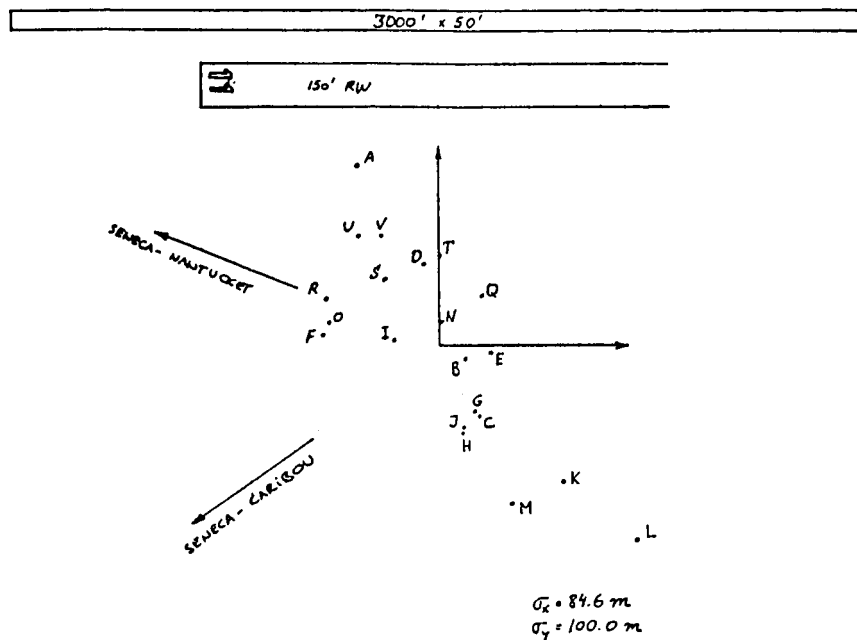 3000' x 50'
150' RW
A
U V
D T
SENECA - NANTUCKET
S
R
Q
O
N
F
I
B E
G
J C
H
SENECA - CARIBOU
K
M
L
σx = 84.6 m
σy = 100.0 m